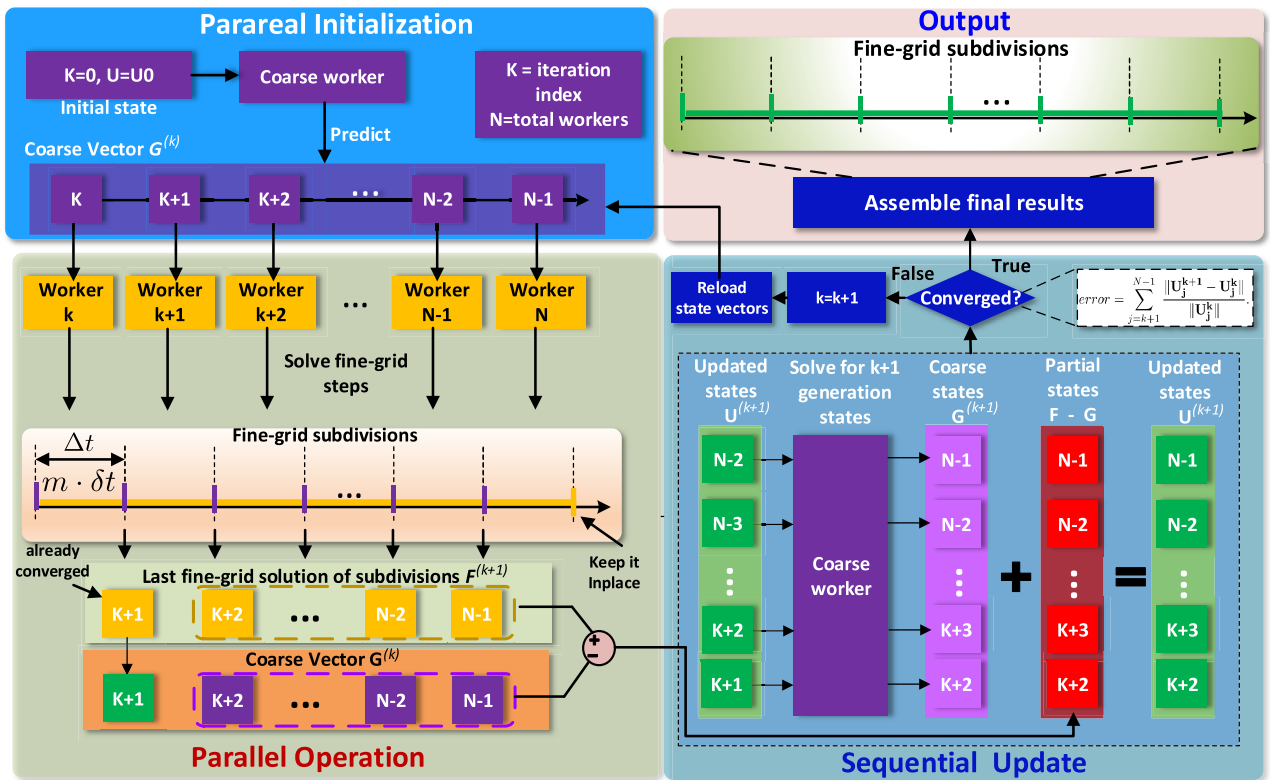 Parareal Initialization
K=0, U=U0
Initial state
Coarse worker
K = iteration
index
N=total workers
Predict
Coarse Vector G^(k)
K
K+1
K+2
...
N-2
N-1
Output
Fine-grid subdivisions
...
Assemble final results
Worker
k
Worker
k+1
Worker
k+2
...
Worker
N-1
Worker
N
Solve fine-grid
steps
Fine-grid subdivisions
Δt
m · δt
...
already
converged
Keep it
Inplace
Last fine-grid solution of subdivisions F^(k+1)
K+1
K+2
...
N-2
N-1
+
−
Coarse Vector G^(k)
K+1
K+2
...
N-2
N-1
Parallel Operation
Reload
state vectors
k=k+1
False
True
Converged?
error = \sum_{j=k+1}^{N-1} \frac{\|U_j^{k+1} - U_j^k\|}{\|U_j^k\|}.
Updated
states
U^(k+1)
Solve for k+1
generation
states
Coarse
states
G^(k+1)
Partial
states
F - G
Updated
states
U^(k+1)
N-2
N-3
⋮
K+2
K+1
Coarse
worker
N-1
N-2
⋮
K+3
K+2
+
N-1
N-2
⋮
K+3
K+2
=
N-1
N-2
⋮
K+3
K+2
Sequential Update